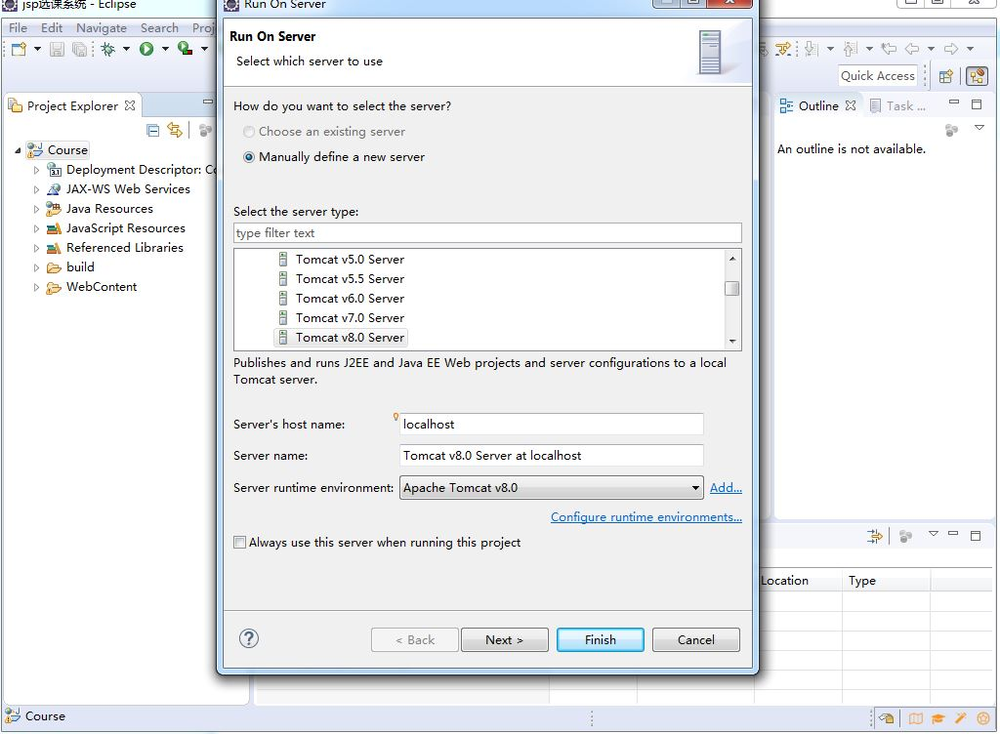 jsp选课系统 - Eclipse
Run On Server
File Edit Navigate Search Proj
Quick Access
Run On Server
Select which server to use
Project Explorer
Outline Task ...
How do you want to select the server?
Choose an existing server
Manually define a new server
An outline is not available.
Course
Deployment Descriptor: Co
JAX-WS Web Services
Java Resources
JavaScript Resources
Referenced Libraries
build
WebContent
Select the server type:
type filter text
Tomcat v5.0 Server
Tomcat v5.5 Server
Tomcat v6.0 Server
Tomcat v7.0 Server
Tomcat v8.0 Server
Publishes and runs J2EE and Java EE Web projects and server configurations to a local
Tomcat server.
Server's host name: localhost
Server name: Tomcat v8.0 Server at localhost
Server runtime environment: Apache Tomcat v8.0 Add...
Configure runtime environments...
Always use this server when running this project
Location Type
< Back Next > Finish Cancel
Course